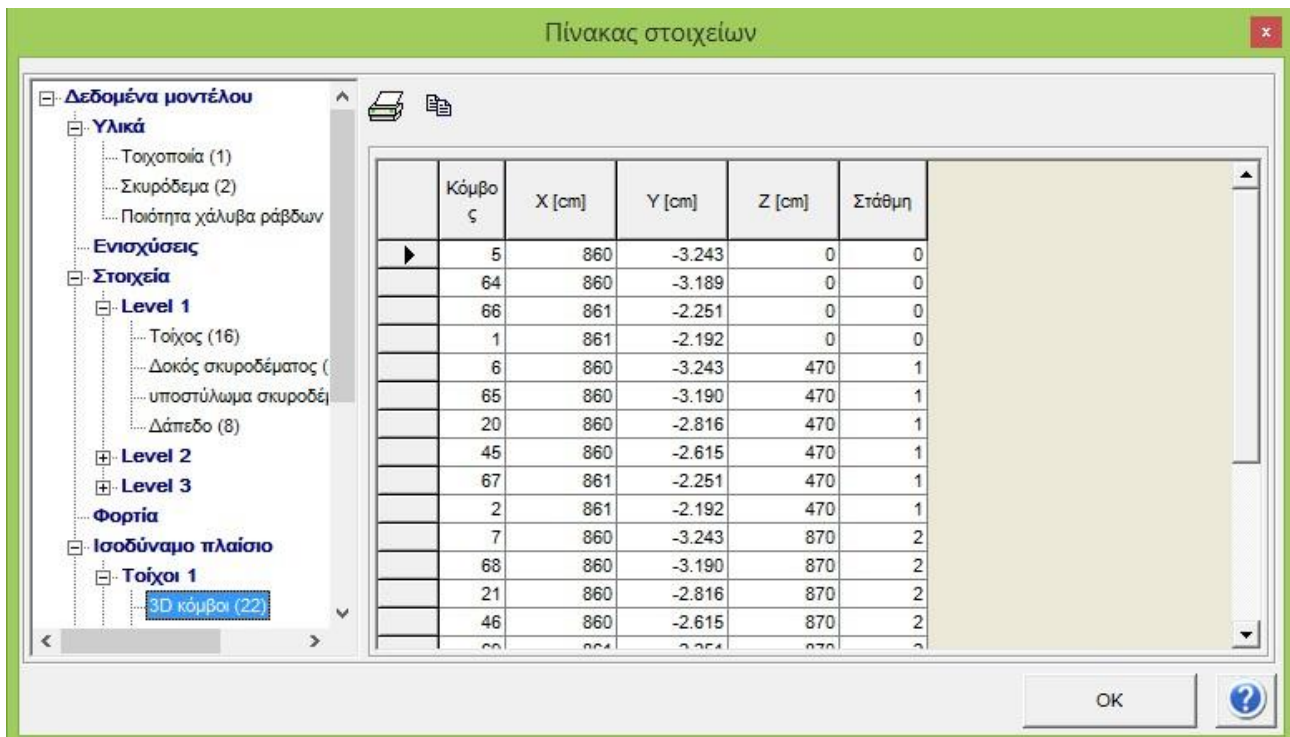 Πίνακας στοιχείων
x
Δεδομένα μοντέλου
Υλικά
Τοιχοποιία (1)
Σκυρόδεμα (2)
Ποιότητα χάλυβα ράβδων
Ενισχύσεις
Στοιχεία
Level 1
Τοίχος (16)
Δοκός σκυροδέματος (
υποστύλωμα σκυροδέμ
Δάπεδο (8)
Level 2
Level 3
Φορτία
Ισοδύναμο πλαίσιο
Τοίχοι 1
3D κόμβοι (22)
Κόμβο
ς X [cm] Y [cm] Z [cm] Στάθμη
5 860 -3.243 0 0
64 860 -3.189 0 0
66 861 -2.251 0 0
1 861 -2.192 0 0
6 860 -3.243 470 1
65 860 -3.190 470 1
20 860 -2.816 470 1
45 860 -2.615 470 1
67 861 -2.251 470 1
2 861 -2.192 470 1
7 860 -3.243 870 2
68 860 -3.190 870 2
21 860 -2.816 870 2
46 860 -2.615 870 2
OK
?